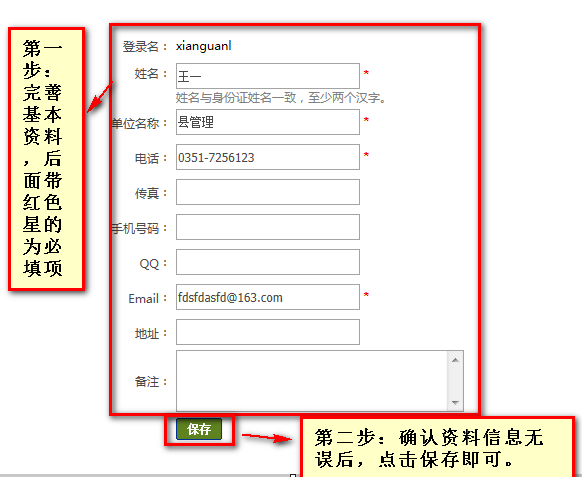 第一
步：
完善
基本
资料
，后
面带
红色
星的
为必
填项
登录名： xianguanl
姓名： 王一 *
姓名与身份证姓名一致，至少两个汉字。
单位名称： 县管理 *
电话： 0351-7256123 *
传真：
手机号码：
QQ：
Email： fdsfdasfd@163.com *
地址：
备注：
保存
第二步：确认资料信息无
误后，点击保存即可。